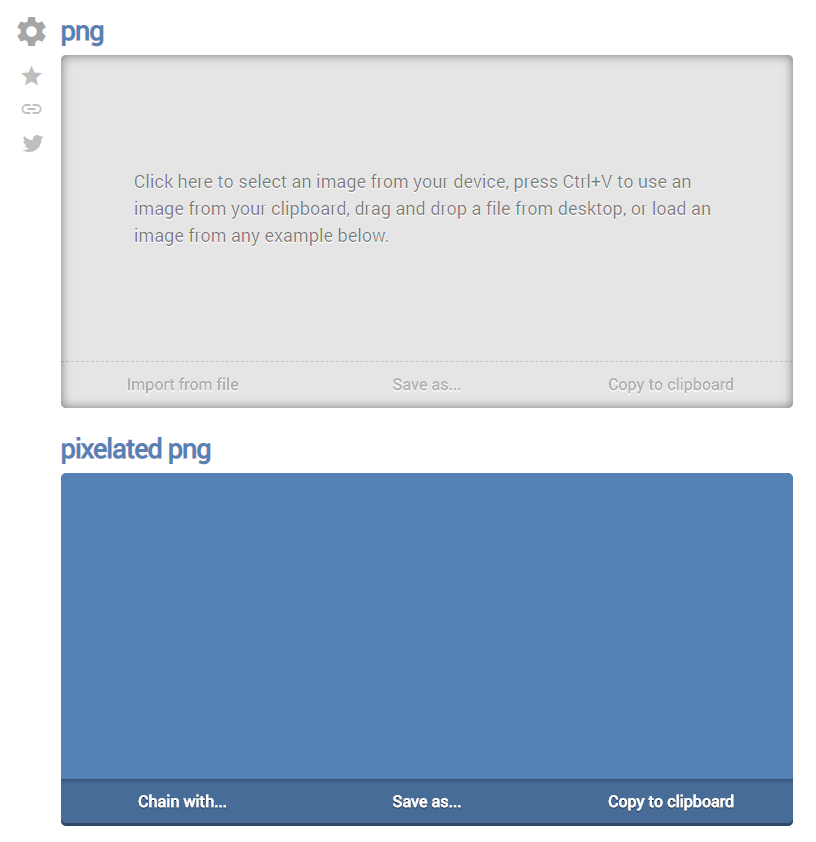 png
Click here to select an image from your device, press Ctrl+V to use an
image from your clipboard, drag and drop a file from desktop, or load an
image from any example below.
Import from file Save as... Copy to clipboard
pixelated png
Chain with... Save as... Copy to clipboard